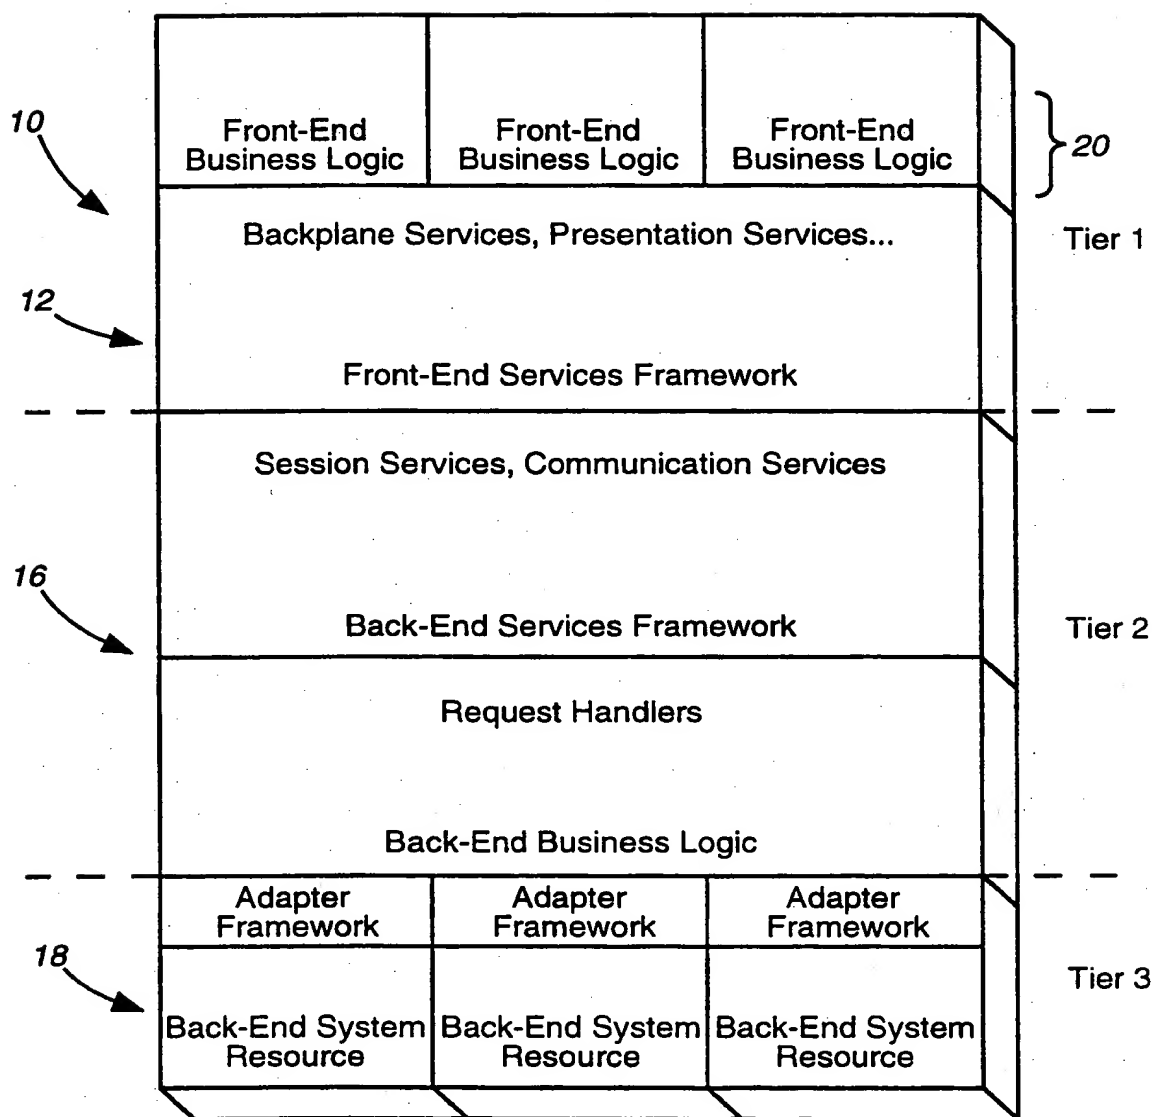 Front-End
Business Logic
Front-End
Business Logic
Front-End
Business Logic
10
20
Backplane Services, Presentation Services...
Tier 1
12
Front-End Services Framework
Session Services, Communication Services
16
Back-End Services Framework
Tier 2
Request Handlers
Back-End Business Logic
Adapter
Framework
Adapter
Framework
Adapter
Framework
18
Tier 3
Back-End System
Resource
Back-End System
Resource
Back-End System
Resource